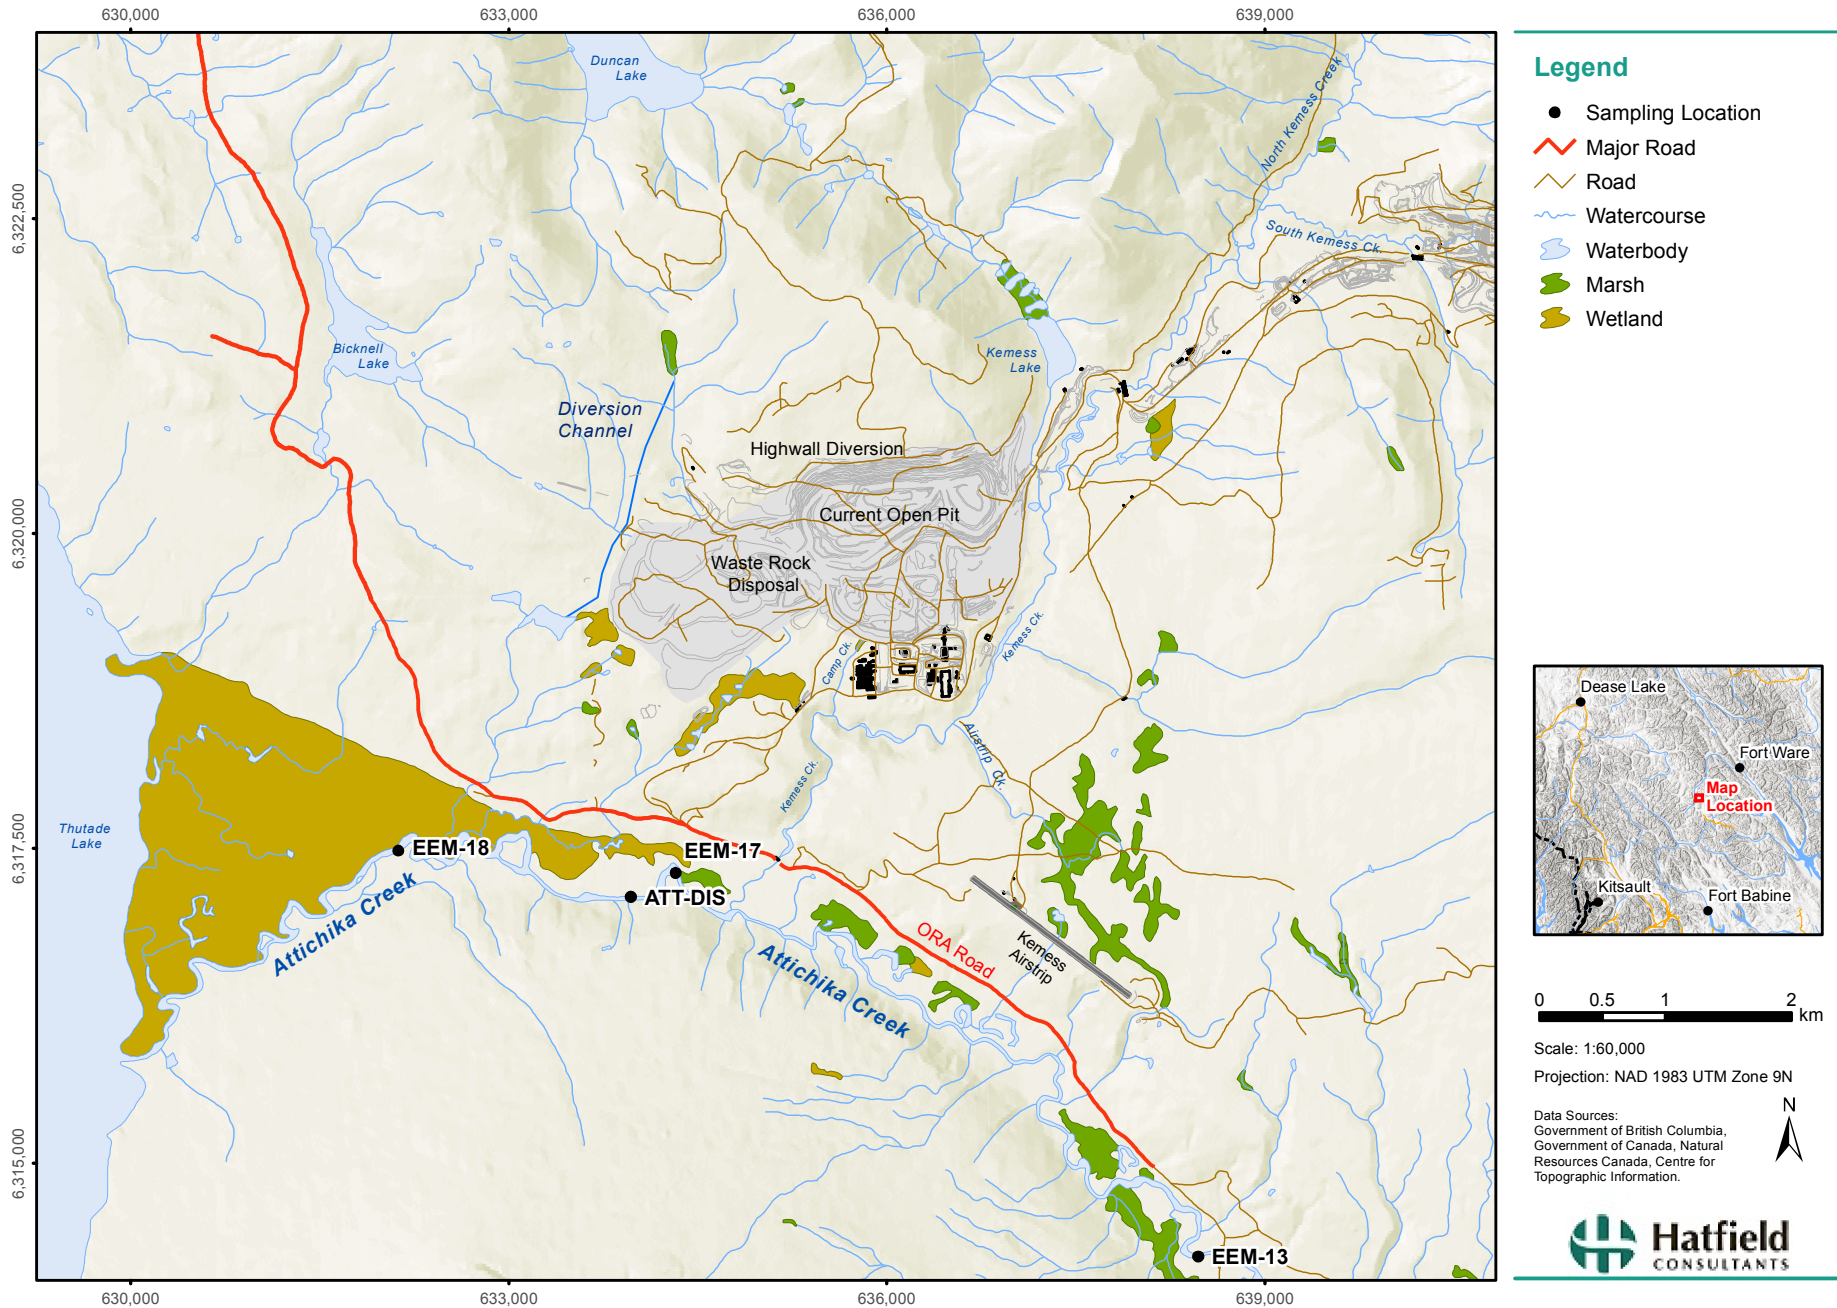 630,000
633,000
636,000
639,000
6,322,500
6,320,000
6,317,500
6,315,000
Duncan
Lake
North Kemess Creek
South Kemess Ck.
Bicknell
Lake
Kemess
Lake
Diversion
Channel
Highwall Diversion
Current Open Pit
Waste Rock
Disposal
Camp Ck.
Kemess Ck.
Airstrip Ck.
Kemess Ck.
Thutade
Lake
EEM-18
EEM-17
ATT-DIS
Attichika Creek
Attichika Creek
ORA Road
Kemess
Airstrip
EEM-13
630,000
633,000
636,000
639,000
Legend
Sampling Location
Major Road
Road
Watercourse
Waterbody
Marsh
Wetland
Dease Lake
Fort Ware
Map
Location
Kitsault
Fort Babine
0 0.5 1 2
km
Scale: 1:60,000
Projection: NAD 1983 UTM Zone 9N
N
Data Sources:
Government of British Columbia,
Government of Canada, Natural
Resources Canada, Centre for
Topographic Information.
Hatfield
CONSULTANTS